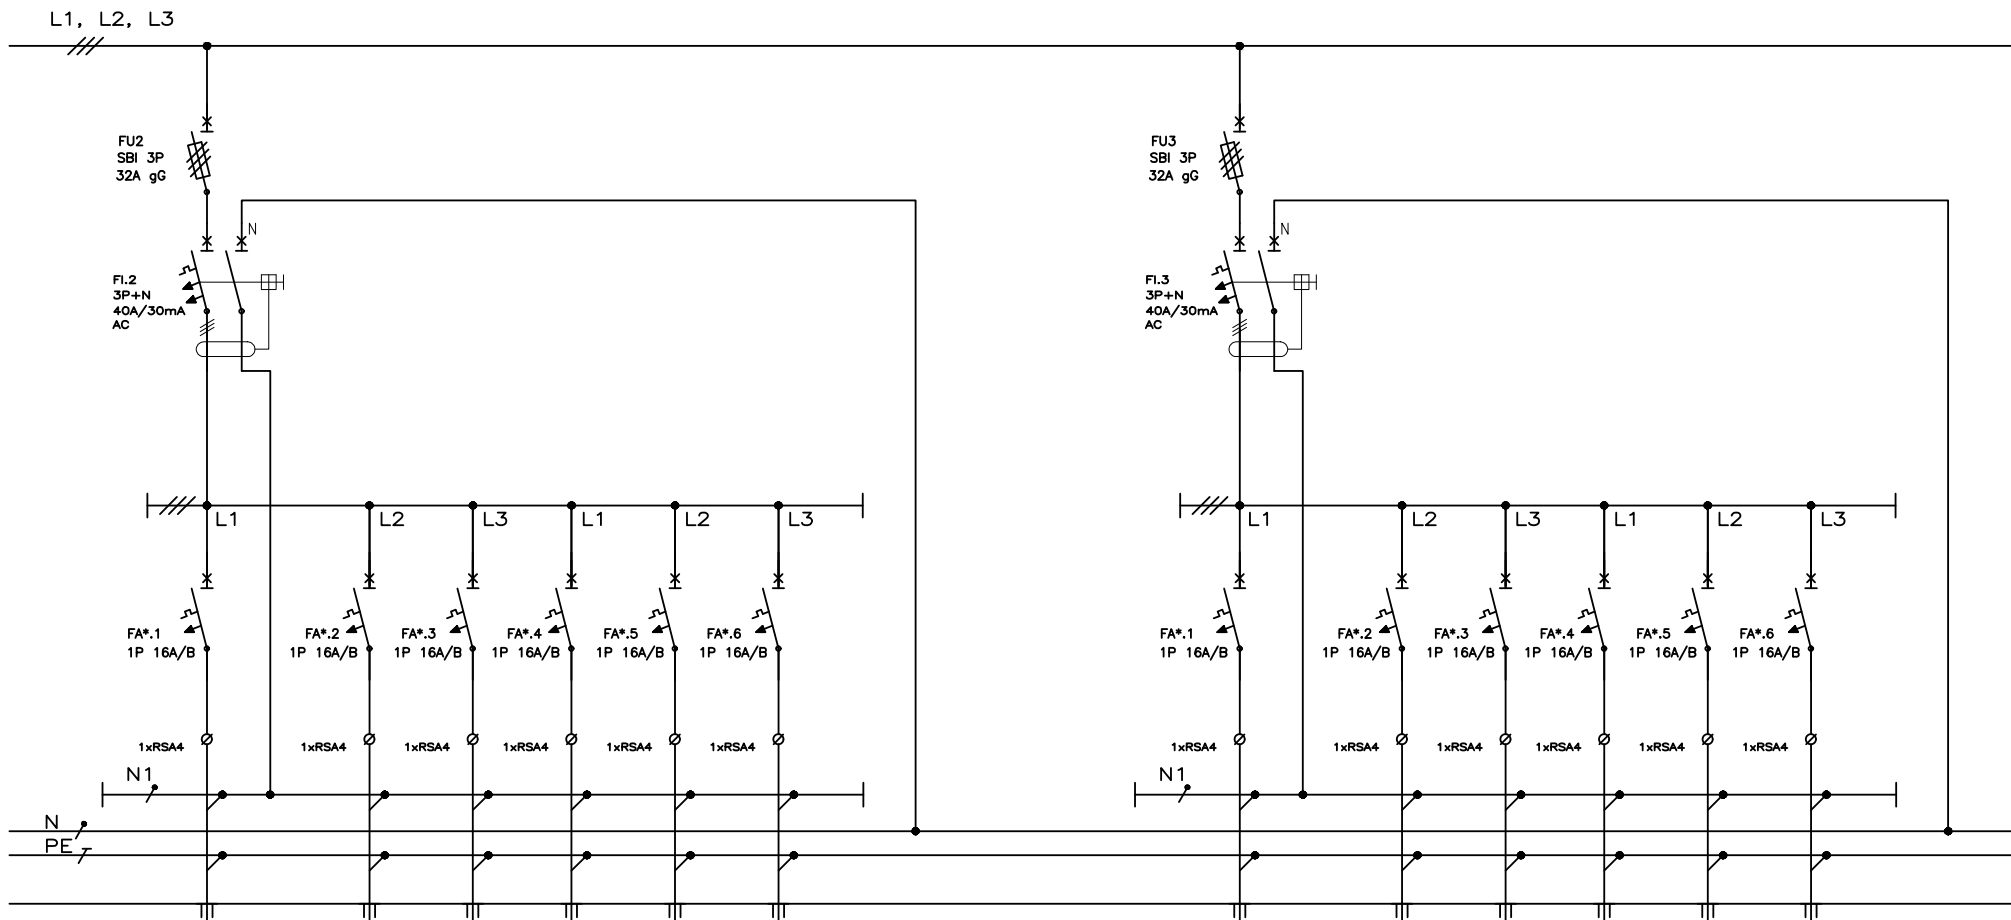 L1, L2, L3
FU2
SBI 3P
32A gG
FU3
SBI 3P
32A gG
N
N
FI.2
3P+N
40A/30mA
AC
FI.3
3P+N
40A/30mA
AC
L1 L2 L3 L1 L2 L3
L1 L2 L3 L1 L2 L3
FA*.1 FA*.2 FA*.3 FA*.4 FA*.5 FA*.6
1P 16A/B 1P 16A/B 1P 16A/B 1P 16A/B 1P 16A/B 1P 16A/B
FA*.1 FA*.2 FA*.3 FA*.4 FA*.5 FA*.6
1P 16A/B 1P 16A/B 1P 16A/B 1P 16A/B 1P 16A/B 1P 16A/B
1xRSA4 1xRSA4 1xRSA4 1xRSA4 1xRSA4 1xRSA4
1xRSA4 1xRSA4 1xRSA4 1xRSA4 1xRSA4 1xRSA4
N1
N1
N
PE